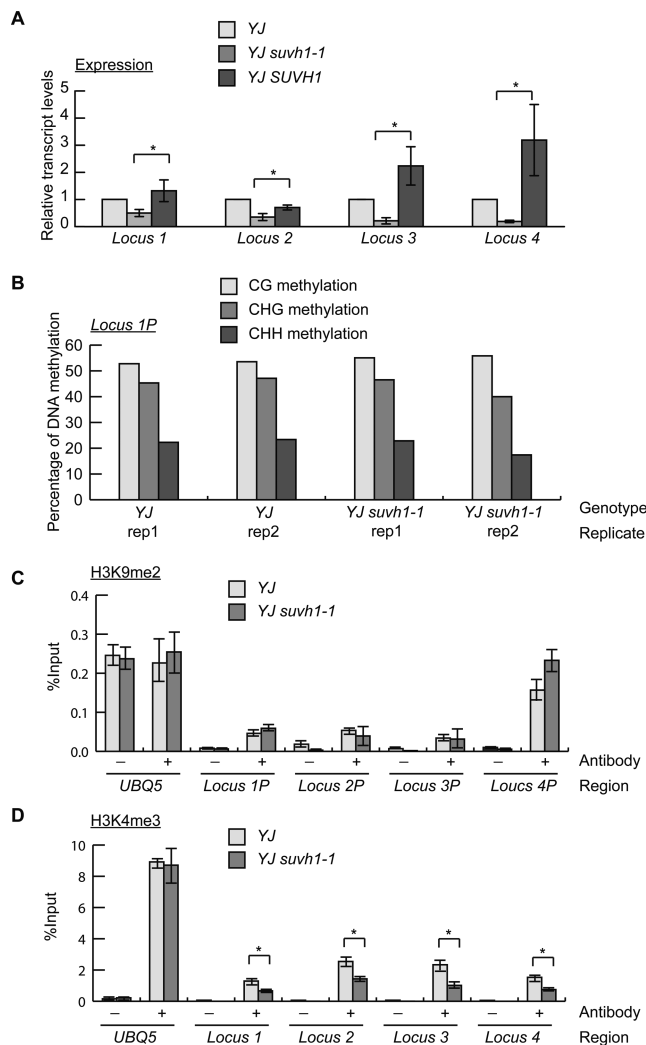 A
YJ
YJ suvh1-1
YJ SUVH1
Expression
Relative transcript levels
5
4
3
2
1
0
* * * *
Locus 1 Locus 2 Locus 3 Locus 4
B
CG methylation
CHG methylation
CHH methylation
Locus 1P
Percentage of DNA methylation
60
50
40
30
20
10
0
YJ YJ YJ suvh1-1 YJ suvh1-1 Genotype
rep1 rep2 rep1 rep2 Replicate
C
H3K9me2
YJ
YJ suvh1-1
%Input
0.4
0.3
0.2
0.1
0.0
– + – + – + – + – + Antibody
UBQ5 Locus 1P Locus 2P Locus 3P Loucs 4P Region
D
H3K4me3
YJ
YJ suvh1-1
%Input
10
8
6
4
2
0
* * * *
– + – + – + – + – + Antibody
UBQ5 Locus 1 Locus 2 Locus 3 Locus 4 Region